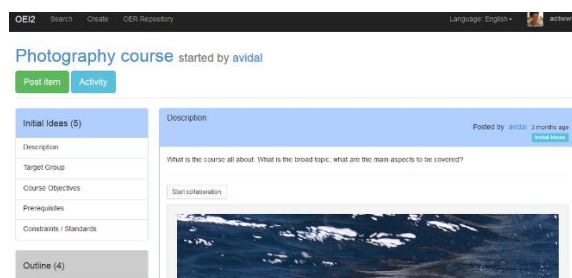 OEI2 Search Create OER Repository Language: English
Photography course started by avidal
Post item Activity
Initial Ideas (5)
Description
Target Group
Course Objectives
Prerequisites
Constraints / Standards
Outline (4)
Description
Posted by avidal 3 months ago
Initial Ideas
What is the course all about. What is the broad topic, what are the main aspects to be covered?
Start collaboration